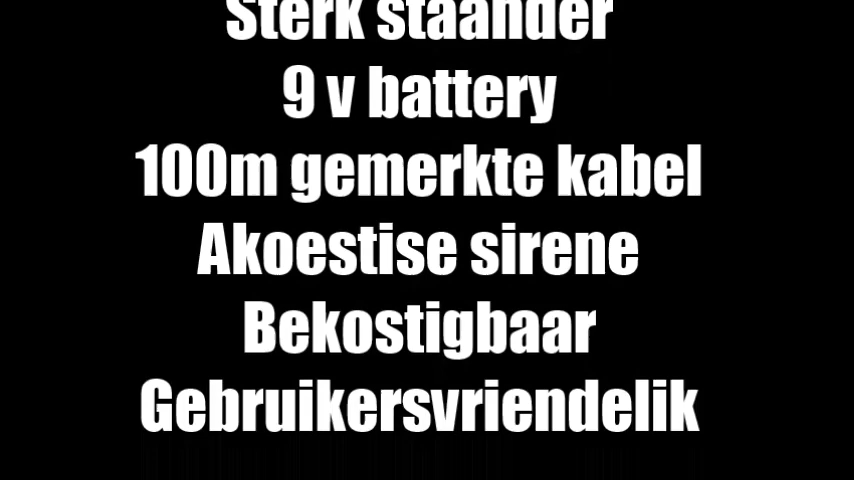 Sterk staander
9 v battery
100m gemerkte kabel
Akoestise sirene
Bekostigbaar
Gebruikersvriendelik